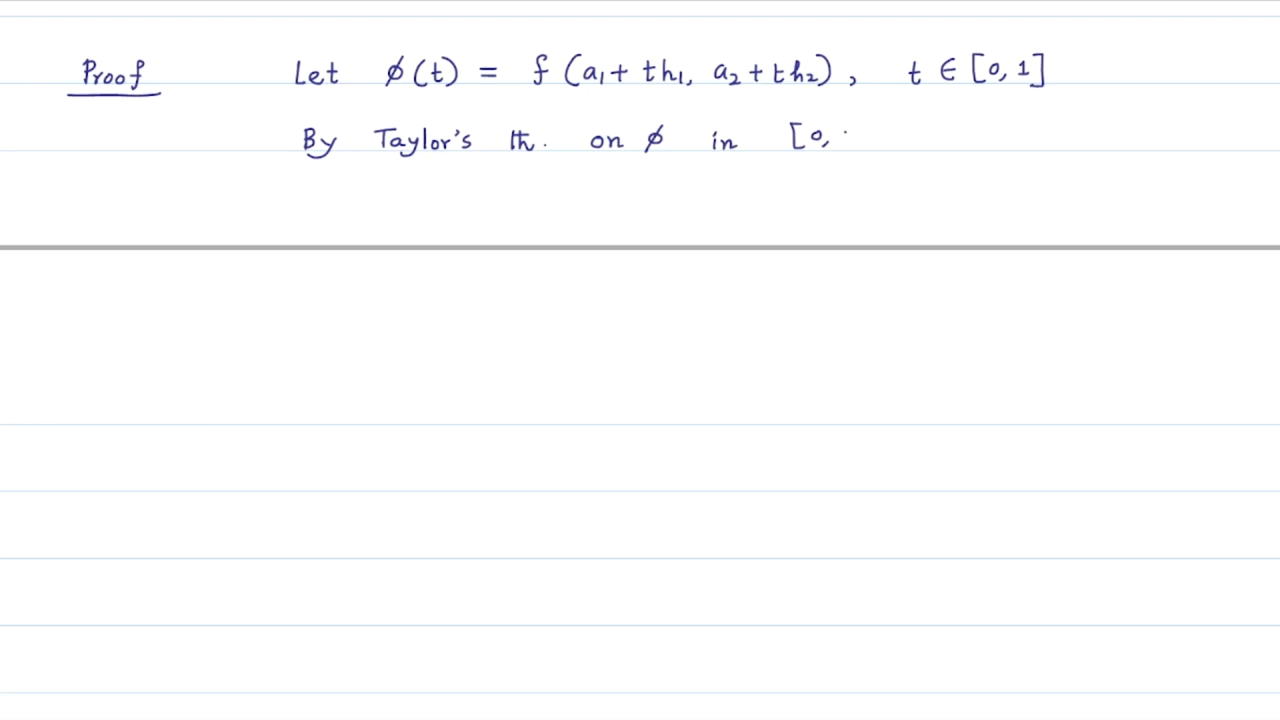 Proof Let ϕ(t) = f (a₁ + th₁, a₂ + th₂), t ∈ [0, 1]
By Taylor's th. on ϕ in [0,